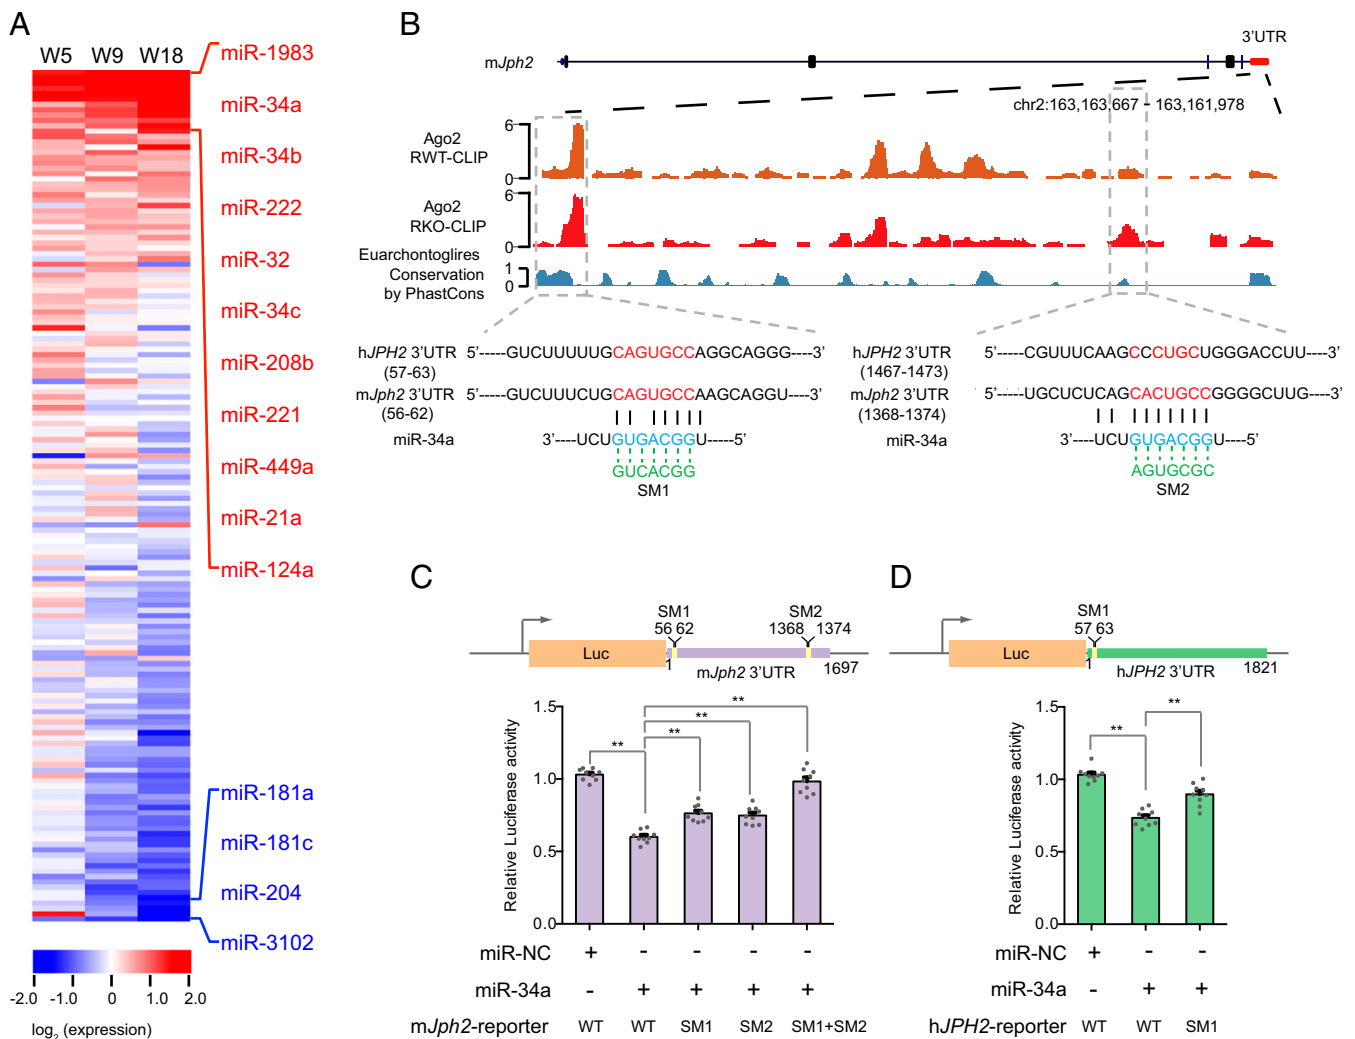 A
W5 W9 W18
miR-1983
miR-34a
miR-34b
miR-222
miR-32
miR-34c
miR-208b
miR-221
miR-449a
miR-21a
miR-124a
miR-181a
miR-181c
miR-204
miR-3102
-2.0 -1.0 0 1.0 2.0
log2 (expression)
B
3'UTR
mJph2
chr2:163,163,667 - 163,161,978
Ago2
RWT-CLIP
6
0
Ago2
RKO-CLIP
6
0
Euarchontoglires
Conservation
by PhastCons
1
0
hJPH2 3'UTR 5'-----GUCUUUUUGCAGUGCCAGGCAGGG----3'
(57-63)
mJph2 3'UTR 5'-----GUCUUUCUGCAGUGCCAAGCAGGU-----3'
(56-62)
miR-34a 3'----UCUGUGACGGU-----5'
GUCACGG
SM1
hJPH2 3'UTR 5'-----CGUUUCAAGCCCUGCUGGGACCUU----3'
(1467-1473)
mJph2 3'UTR 5'-----UGCUCUCAGCACUGCCGGGGCUUG----3'
(1368-1374)
miR-34a 3'----UCUGUGACGGU----5'
AGUGCGC
SM2
C
SM1 SM2
56 62 1368 1374
Luc
1 mJph2 3'UTR 1697
Relative Luciferase activity
1.5
1.0
0.5
0.0
** ** ** **
miR-NC + - - - -
miR-34a - + + + +
mJph2-reporter WT WT SM1 SM2 SM1+SM2
D
SM1
57 63
Luc
1 hJPH2 3'UTR 1821
Relative Luciferase activity
1.5
1.0
0.5
0.0
** **
miR-NC + - -
miR-34a - + +
hJPH2-reporter WT WT SM1